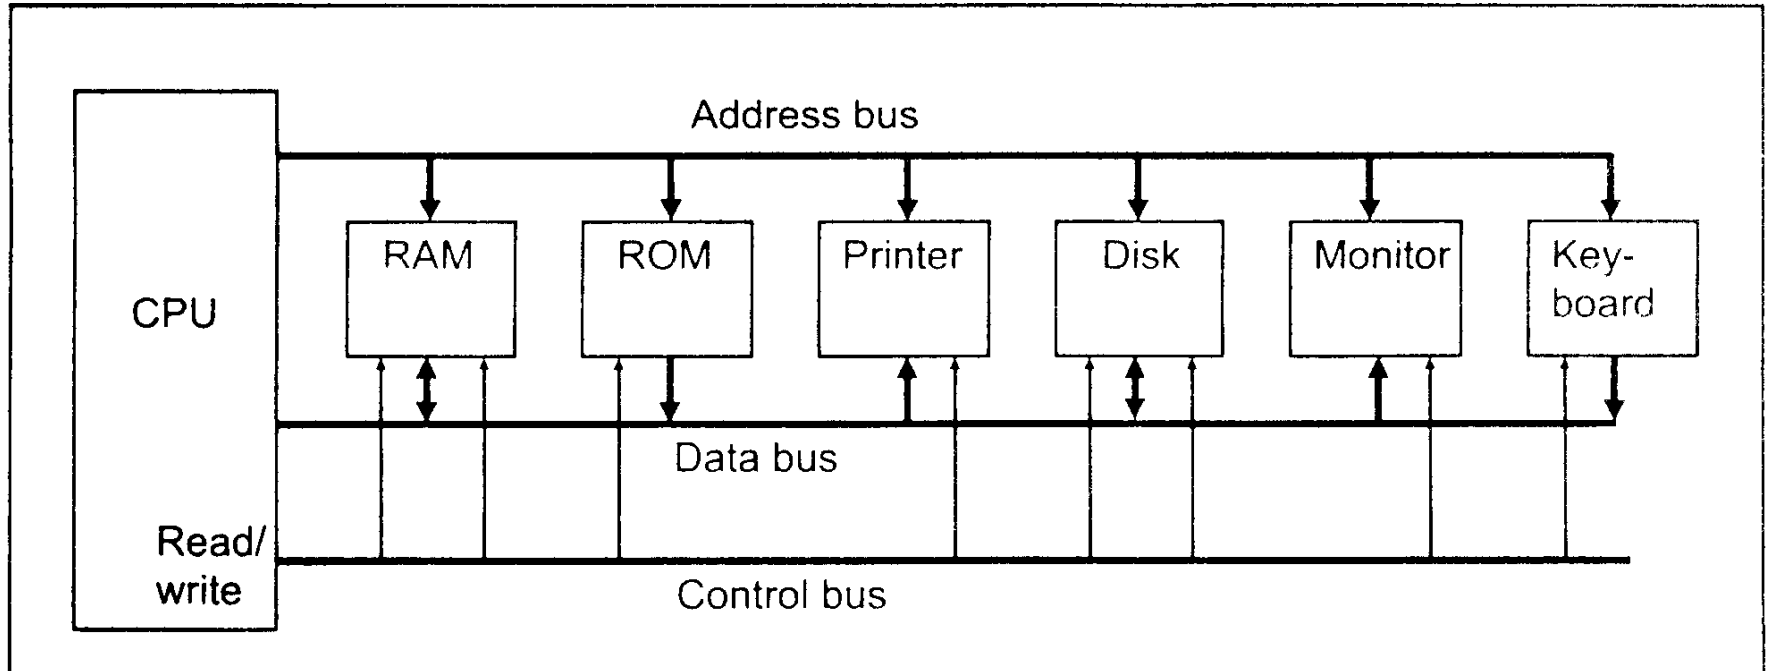 Address bus
RAM
ROM
Printer
Disk
Monitor
Key-
board
CPU
Data bus
Read/
write
Control bus